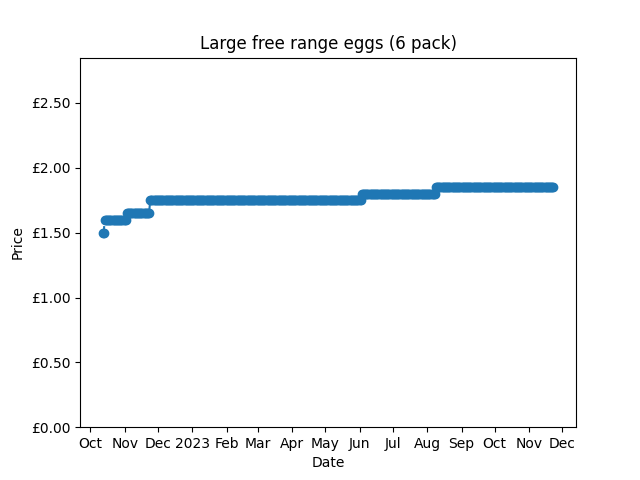 Large free range eggs (6 pack)
£2.50
£2.00
£1.50
£1.00
£0.50
£0.00
Price
Oct Nov Dec 2023 Feb Mar Apr May Jun Jul Aug Sep Oct Nov Dec
Date